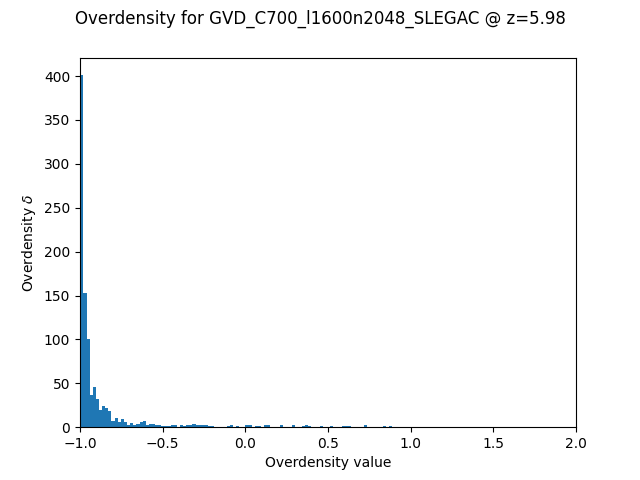 Overdensity for GVD_C700_l1600n2048_SLEGAC @ z=5.98
400
350
300
250
200
150
100
50
0
Overdensity δ
−1.0 −0.5 0.0 0.5 1.0 1.5 2.0
Overdensity value